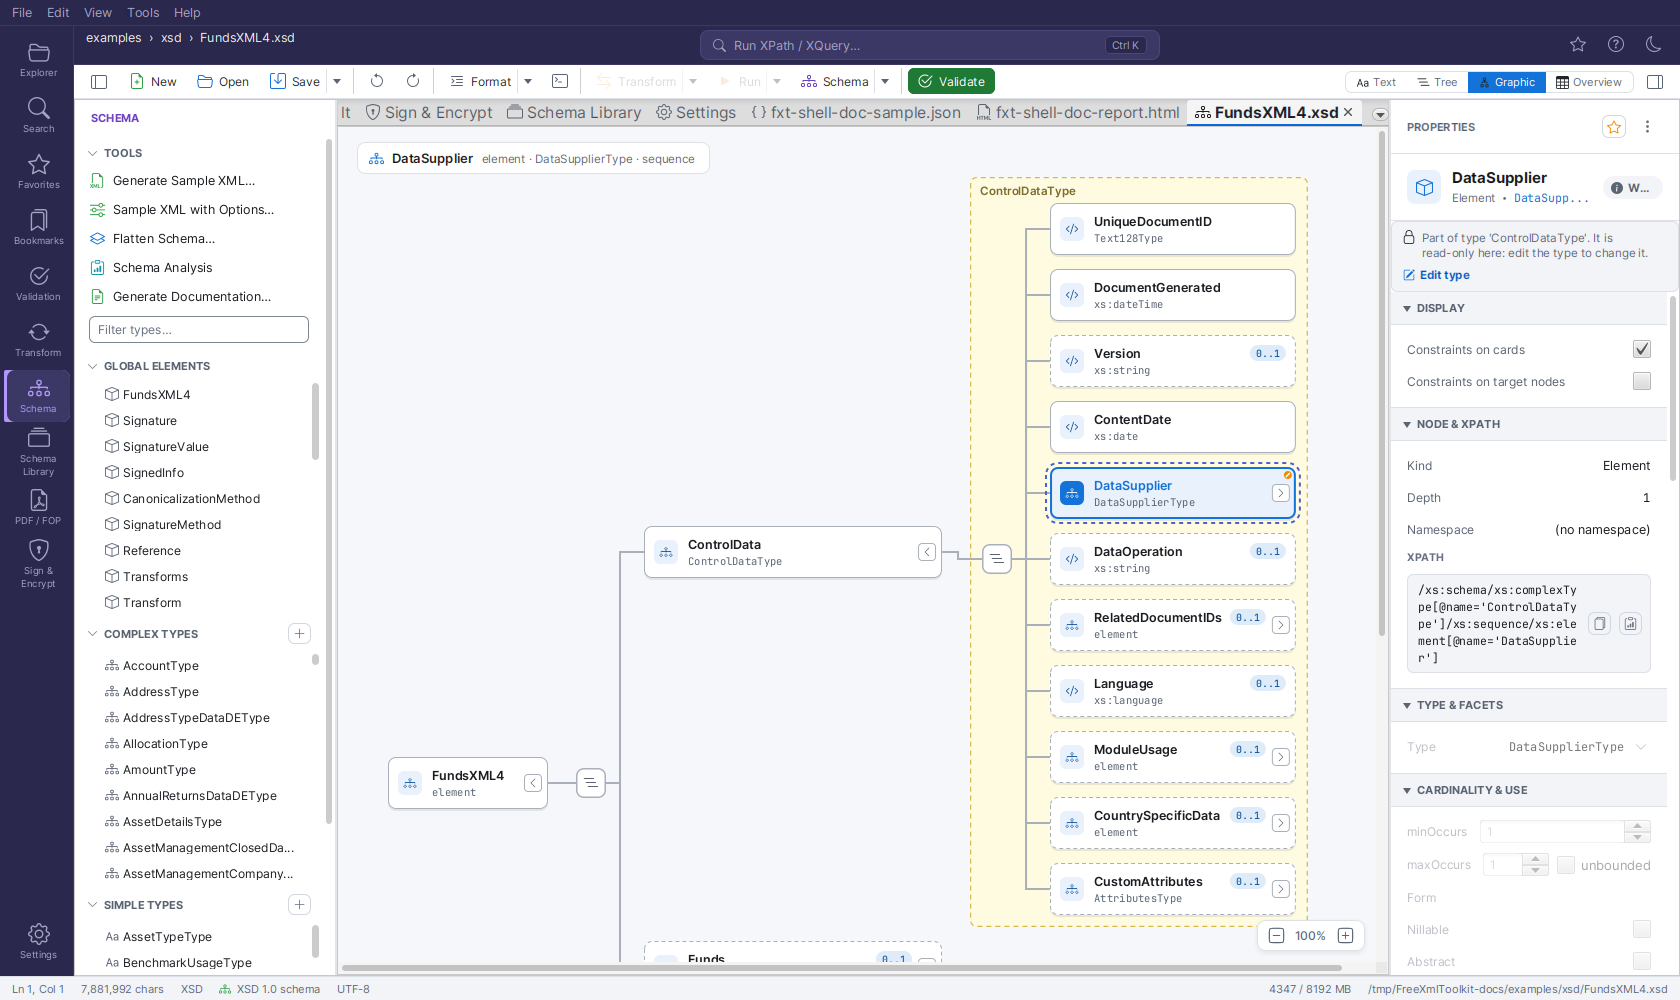 File Edit View Tools Help
examples › xsd › FundsXML4.xsd
Run XPath / XQuery... Ctrl K
New Open Save Format Transform Run Schema Validate
Aa Text Tree Graphic Overview
Explorer
Search
Favorites
Bookmarks
Validation
Transform
Schema
Schema
Library
PDF / FOP
Sign &
Encrypt
Settings
SCHEMA
TOOLS
Generate Sample XML...
Sample XML with Options...
Flatten Schema...
Schema Analysis
Generate Documentation...
Filter types...
GLOBAL ELEMENTS
FundsXML4
Signature
SignatureValue
SignedInfo
CanonicalizationMethod
SignatureMethod
Reference
Transforms
Transform
COMPLEX TYPES
AccountType
AddressType
AddressTypeDataDEType
AllocationType
AmountType
AnnualReturnsDataDEType
AssetDetailsType
AssetManagementClosedDa...
AssetManagementCompany...
SIMPLE TYPES
Aa AssetTypeType
Aa BenchmarkUsageType
lt Sign & Encrypt Schema Library Settings { } fxt-shell-doc-sample.json HTML fxt-shell-doc-report.html FundsXML4.xsd ×
DataSupplier element · DataSupplierType · sequence
FundsXML4
element
ControlData
ControlDataType
Funds 0..1
ControlDataType
UniqueDocumentID
Text128Type
DocumentGenerated
xs:dateTime
Version 0..1
xs:string
ContentDate
xs:date
DataSupplier
DataSupplierType
DataOperation 0..1
xs:string
RelatedDocumentIDs 0..1
element
Language 0..1
xs:language
ModuleUsage 0..1
element
CountrySpecificData 0..1
element
CustomAttributes 0..1
AttributesType
100%
PROPERTIES
DataSupplier
Element • DataSupp...
W...
Part of type 'ControlDataType'. It is
read-only here: edit the type to change it.
Edit type
DISPLAY
Constraints on cards
Constraints on target nodes
NODE & XPATH
Kind Element
Depth 1
Namespace (no namespace)
XPATH
/xs:schema/xs:complexTy
pe[@name='ControlDataTy
pe']/xs:sequence/xs:ele
ment[@name='DataSupplie
r']
TYPE & FACETS
Type DataSupplierType
CARDINALITY & USE
minOccurs 1
maxOccurs 1 unbounded
Form
Nillable
Abstract
Ln 1, Col 1 7,881,992 chars XSD XSD 1.0 schema UTF-8 4347 / 8192 MB /tmp/FreeXmlToolkit-docs/examples/xsd/FundsXML4.xsd